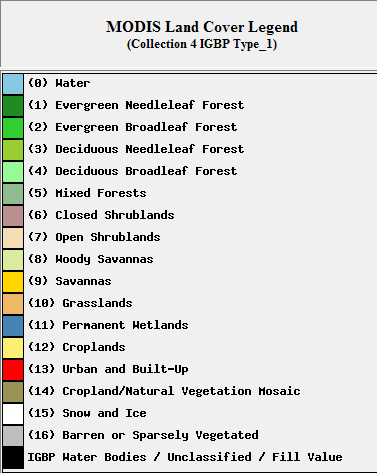 MODIS Land Cover Legend
(Collection 4 IGBP Type_1)
(0) Water
(1) Evergreen Needleleaf Forest
(2) Evergreen Broadleaf Forest
(3) Deciduous Needleleaf Forest
(4) Deciduous Broadleaf Forest
(5) Mixed Forests
(6) Closed Shrublands
(7) Open Shrublands
(8) Woody Savannas
(9) Savannas
(10) Grasslands
(11) Permanent Wetlands
(12) Croplands
(13) Urban and Built-Up
(14) Cropland/Natural Vegetation Mosaic
(15) Snow and Ice
(16) Barren or Sparsely Vegetated
IGBP Water Bodies / Unclassified / Fill Value